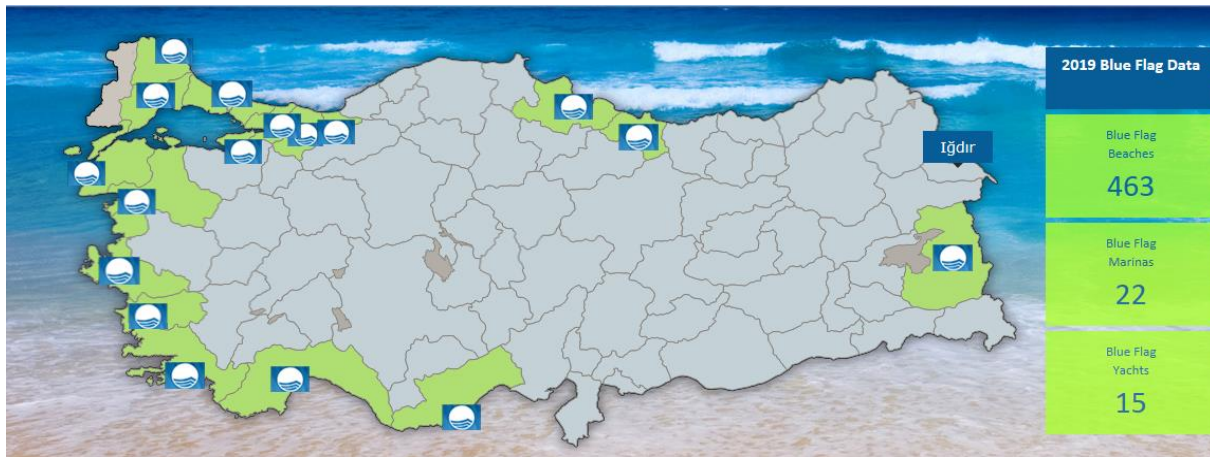 2019 Blue Flag Data
Iğdır
Blue Flag
Beaches
463
Blue Flag
Marinas
22
Blue Flag
Yachts
15